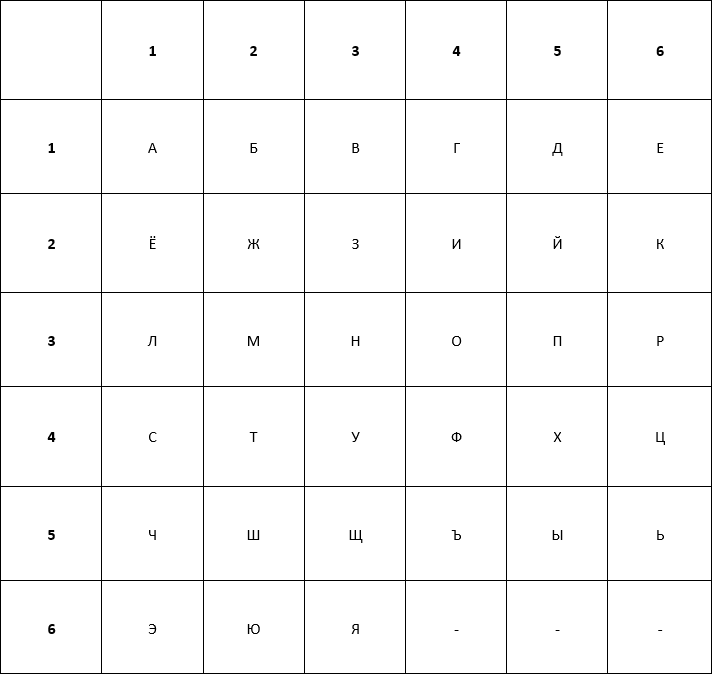 1 2 3 4 5 6
1 А Б В Г Д Е
2 Ё Ж З И Й К
3 Л М Н О П Р
4 С Т У Ф Х Ц
5 Ч Ш Щ Ъ Ы Ь
6 Э Ю Я - - -